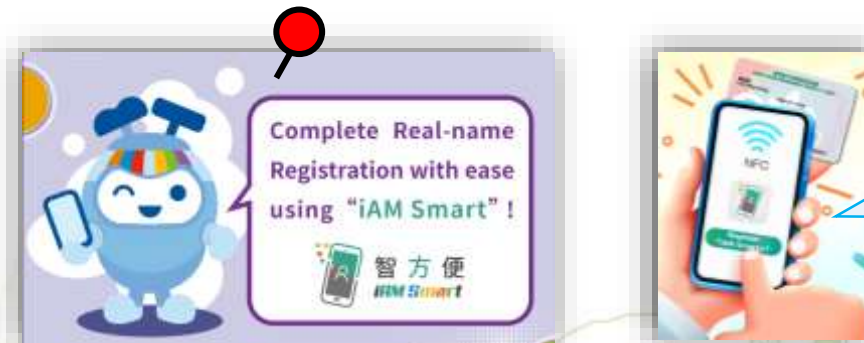 Complete Real-name
Registration with ease
using “iAM Smart”!
智方便
iAM Smart
NFC